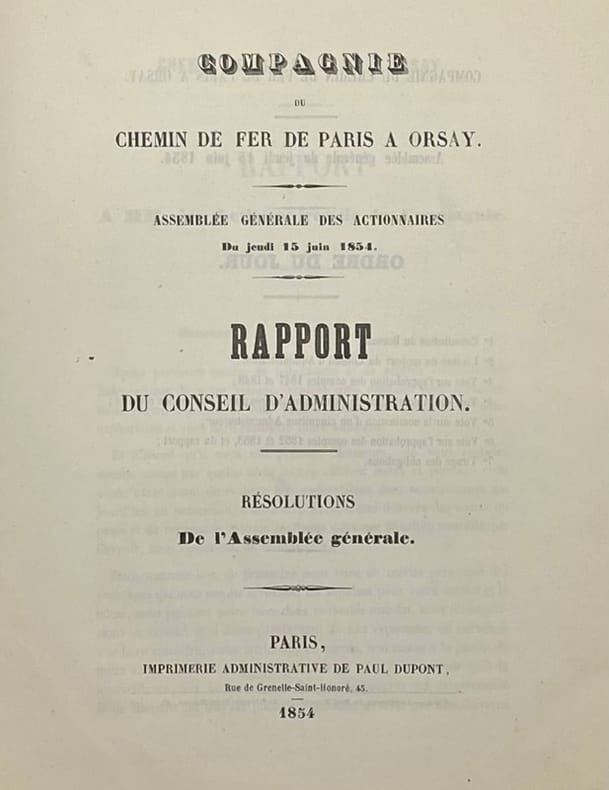 COMPAGNIE
DU
CHEMIN DE FER DE PARIS A ORSAY.
ASSEMBLÉE GÉNÉRALE DES ACTIONNAIRES
Du jeudi 15 juin 1854.
RAPPORT
DU CONSEIL D'ADMINISTRATION.
RÉSOLUTIONS
De l'Assemblée générale.
PARIS,
IMPRIMERIE ADMINISTRATIVE DE PAUL DUPONT,
Rue de Grenelle-Saint-Honoré, 45.
1854